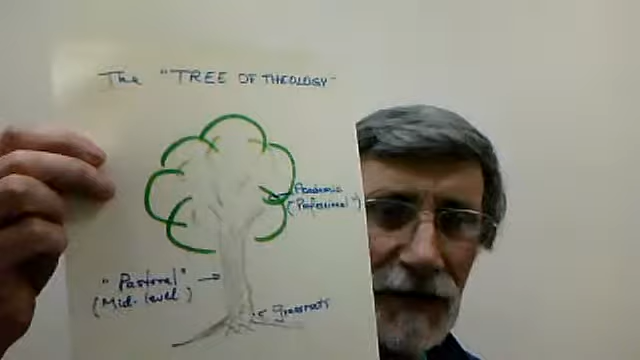 The "TREE OF THEOLOGY"
Academic
("Professional")
"Pastoral"
(Mid-level)
grassroots